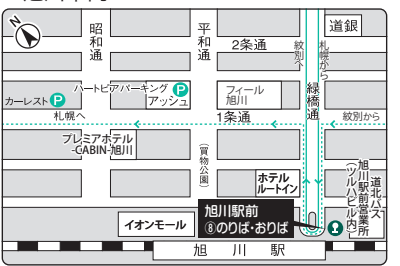 昭和通
平和通
道銀
2条通
紋別へ
札幌から
緑橋通
ハートピアパーキング
P
アッシュ
フィール
旭川
カーレスト P
札幌へ
1条通
紋別から
プレミアホテル
-CABIN-旭川
(買物公園)
ホテル
ルートイン
旭川駅前
⑧のりば・おりば
イオンモール
道北バス
旭川駅前営業所
(ツルハビル内)
旭川駅